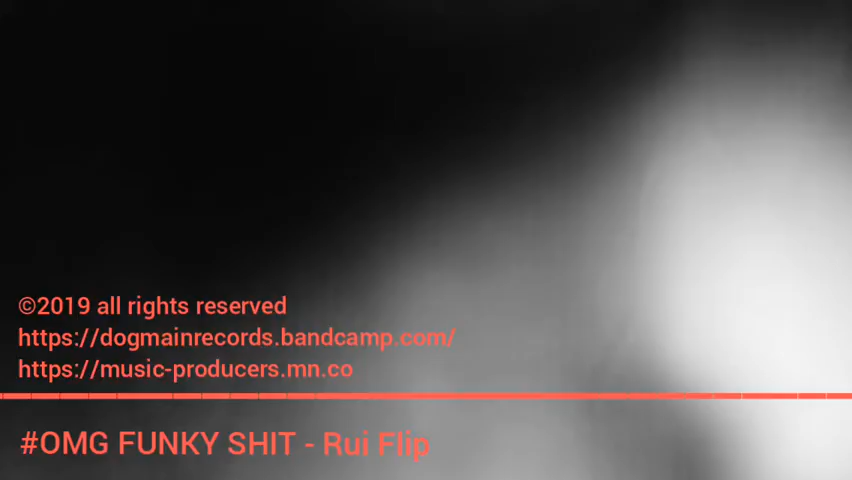 ©2019 all rights reserved
https://dogmainrecords.bandcamp.com/
https://music-producers.mn.co
#OMG FUNKY SHIT - Rui Flip